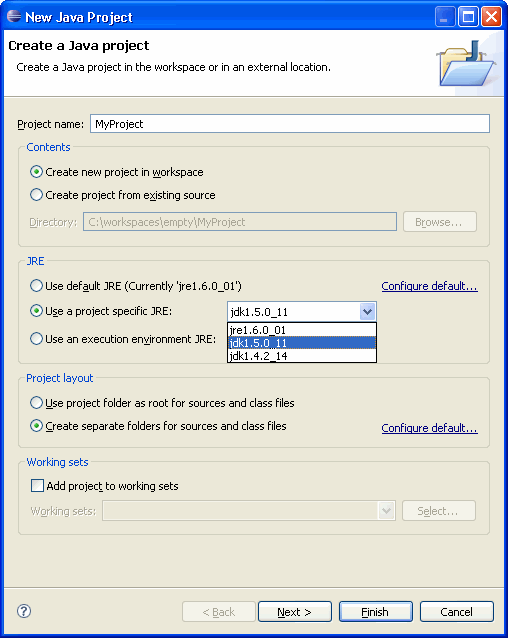 New Java Project
Create a Java project
Create a Java project in the workspace or in an external location.
Project name: MyProject
Contents
Create new project in workspace
Create project from existing source
Directory: C:\workspaces\empty\MyProject Browse...
JRE
Use default JRE (Currently 'jre1.6.0_01') Configure default...
Use a project specific JRE: jdk1.5.0_11
jre1.6.0_01
Use an execution environment JRE: jdk1.5.0_11
jdk1.4.2_14
Project layout
Use project folder as root for sources and class files
Create separate folders for sources and class files Configure default...
Working sets
Add project to working sets
Working sets: Select...
? < Back Next > Finish Cancel